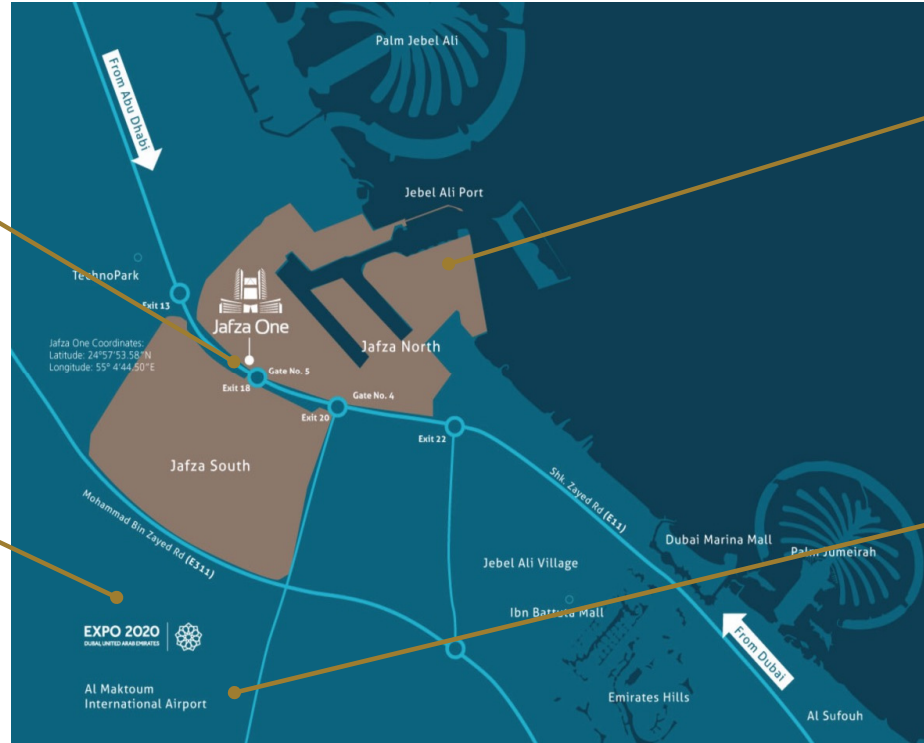 Palm Jebel Ali
From Abu Dhabi
Jebel Ali Port
TechnoPark
Exit 13
Jafza One
Jafza One Coordinates:
Latitude: 24°57'53.58"N
Longitude: 55° 4'44.50"E
Jafza North
Gate No. 5
Exit 18
Gate No. 4
Exit 20
Exit 22
Jafza South
Shk. Zayed Rd (E11)
Mohammad Bin Zayed Rd (E311)
Dubai Marina Mall
Palm Jumeirah
Jebel Ali Village
Ibn Battuta Mall
EXPO 2020
DUBAI, UNITED ARAB EMIRATES
From Dubai
Al Maktoum
International Airport
Emirates Hills
Al Sufouh